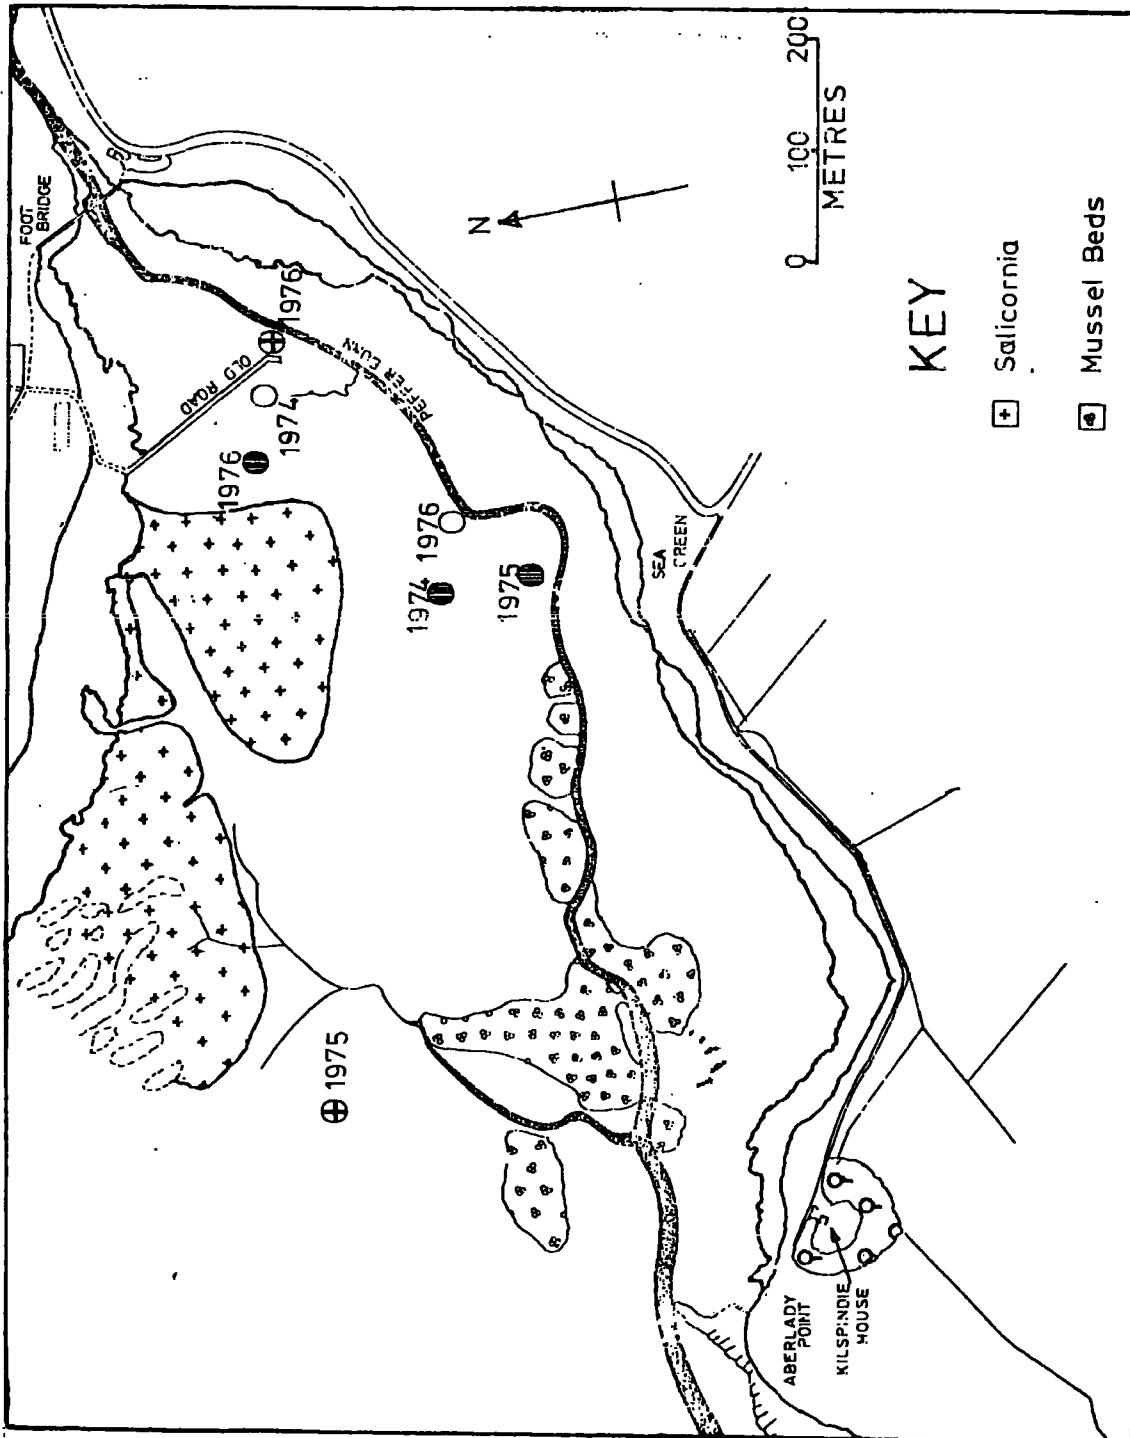 FOOT
BRIDGE
OLD ROAD
1976
1974
1976
PEFFER BURN
1976
1974
1975
1975
SEA
GREEN
ABERLADY
POINT
KILSPINDIE
HOUSE
N
0 100 200
METRES
KEY
Salicornia
Mussel Beds